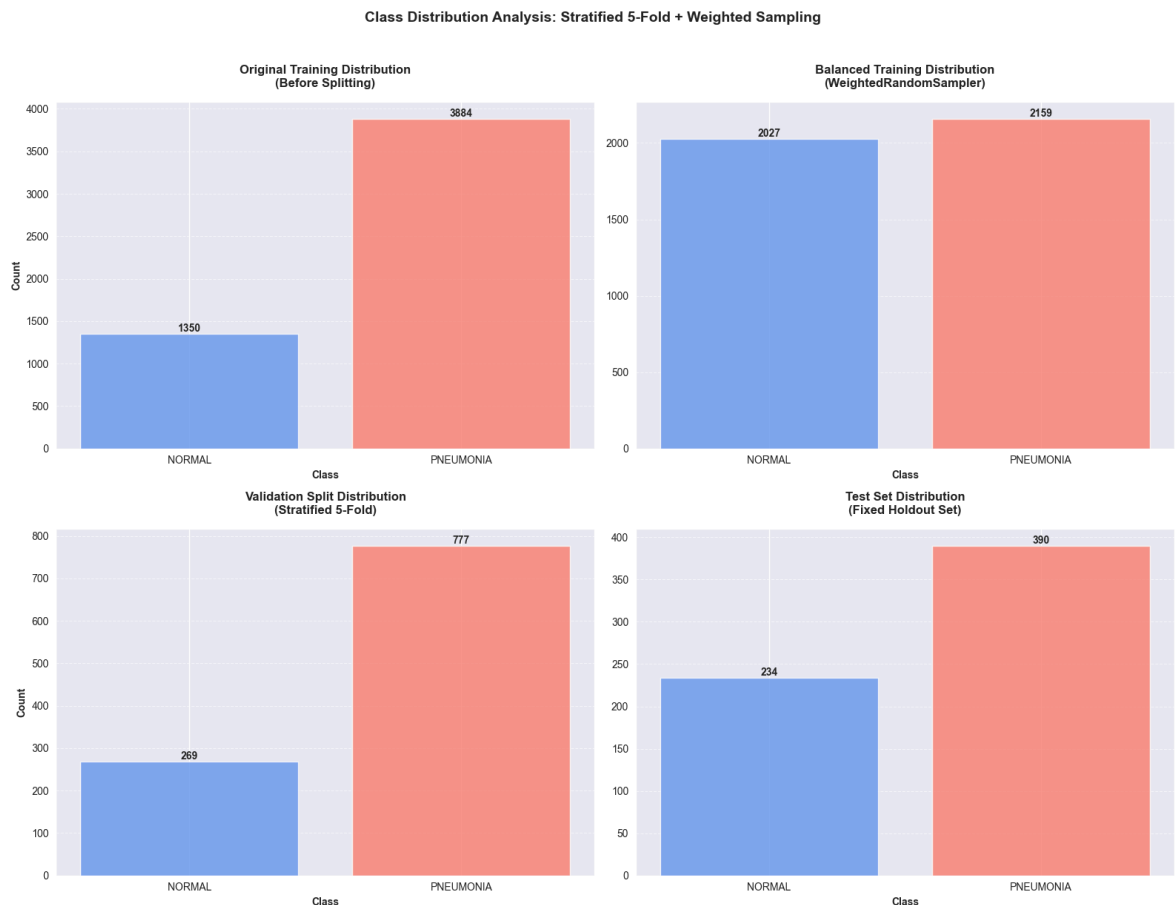 Class Distribution Analysis: Stratified 5-Fold + Weighted Sampling
Original Training Distribution
(Before Splitting)
4000
3500
3000
2500
2000
1500
1000
500
0
Count
1350
3884
NORMAL
PNEUMONIA
Class
Balanced Training Distribution
(WeightedRandomSampler)
2000
1500
1000
500
0
2027
2159
NORMAL
PNEUMONIA
Class
Validation Split Distribution
(Stratified 5-Fold)
800
700
600
500
400
300
200
100
0
Count
269
777
NORMAL
PNEUMONIA
Class
Test Set Distribution
(Fixed Holdout Set)
400
350
300
250
200
150
100
50
0
234
390
NORMAL
PNEUMONIA
Class